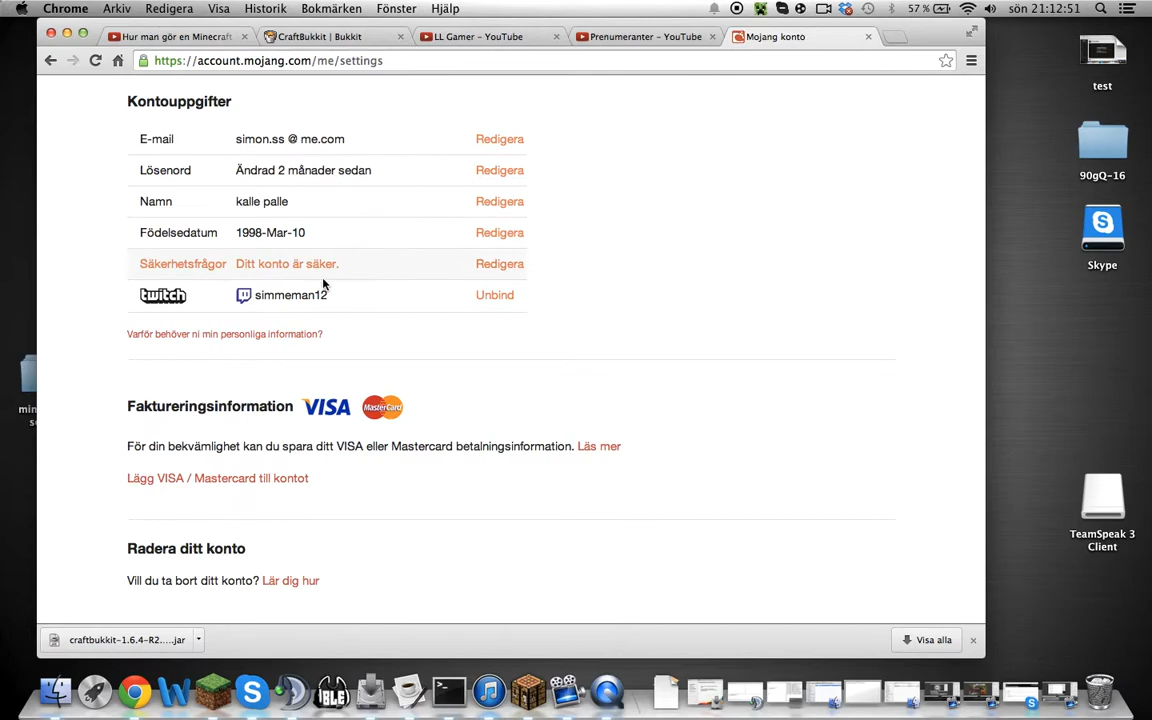 Chrome Arkiv Redigera Visa Historik Bokmärken Fönster Hjälp 57 % sön 21:12:51
Hur man gör en Minecraft × CraftBukkit | Bukkit × LL Gamer - YouTube × Prenumeranter - YouTube × Mojang konto ×
https://account.mojang.com/me/settings
Kontouppgifter
E-mail simon.ss @ me.com Redigera
Lösenord Ändrad 2 månader sedan Redigera
Namn kalle palle Redigera
Födelsedatum 1998-Mar-10 Redigera
Säkerhetsfrågor Ditt konto är säker. Redigera
twitch simmeman12 Unbind
Varför behöver ni min personliga information?
Faktureringsinformation VISA MasterCard
För din bekvämlighet kan du spara ditt VISA eller Mastercard betalningsinformation. Läs mer
Lägg VISA / Mastercard till kontot
Radera ditt konto
Vill du ta bort ditt konto? Lär dig hur
craftbukkit-1.6.4-R2....jar Visa alla
test
90gQ-16
Skype
TeamSpeak 3
Client
min
IBLE